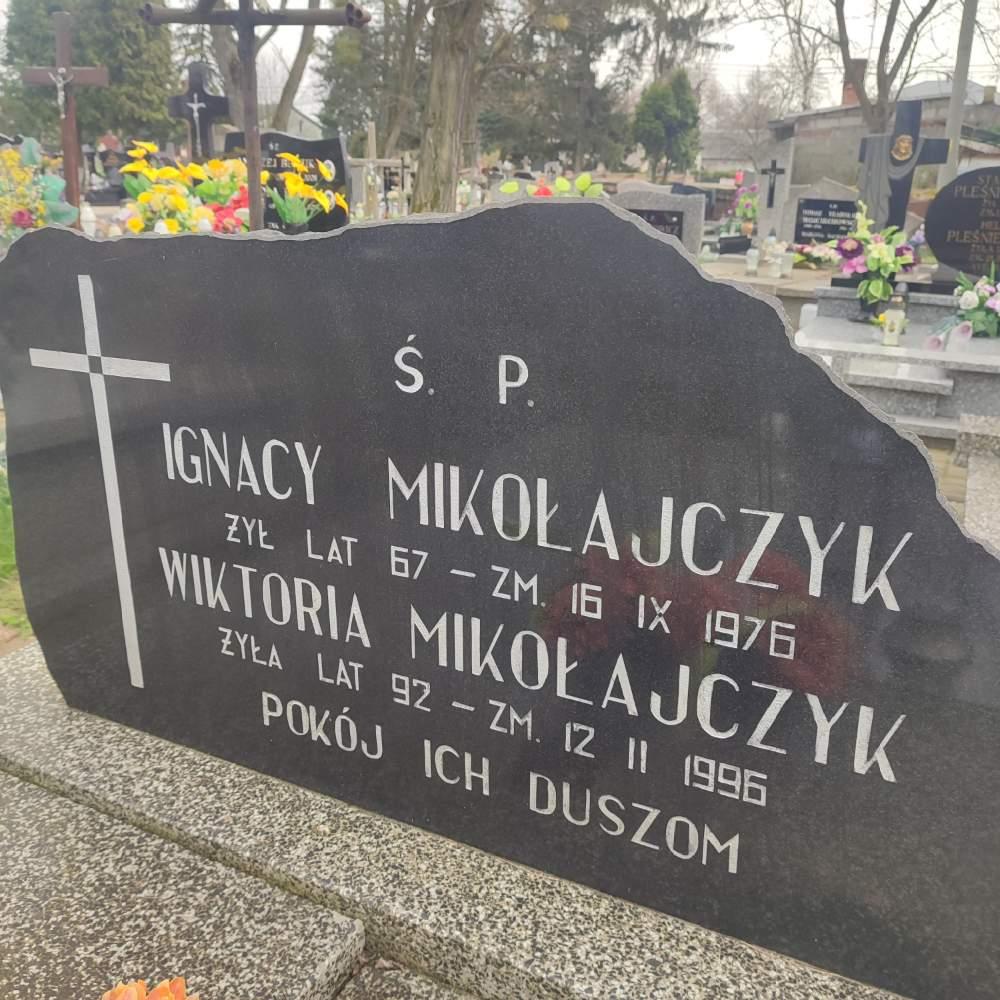 Ś. P.
IGNACY MIKOŁAJCZYK
ŻYŁ LAT 67 – ZM. 16 IX 1976
WIKTORIA MIKOŁAJCZYK
ŻYŁA LAT 92 – ZM. 12 II 1996
POKÓJ ICH DUSZOM